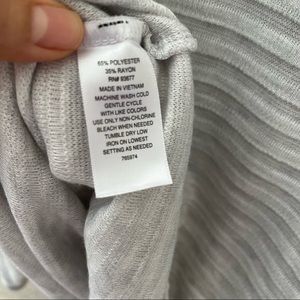 65% POLYESTER
35% RAYON
RN# 93677
MADE IN VIETNAM
MACHINE WASH COLD
GENTLE CYCLE
WITH LIKE COLORS
USE ONLY NON-CHLORINE
BLEACH WHEN NEEDED
TUMBLE DRY LOW
IRON ON LOWEST
SETTING AS NEEDED
765974